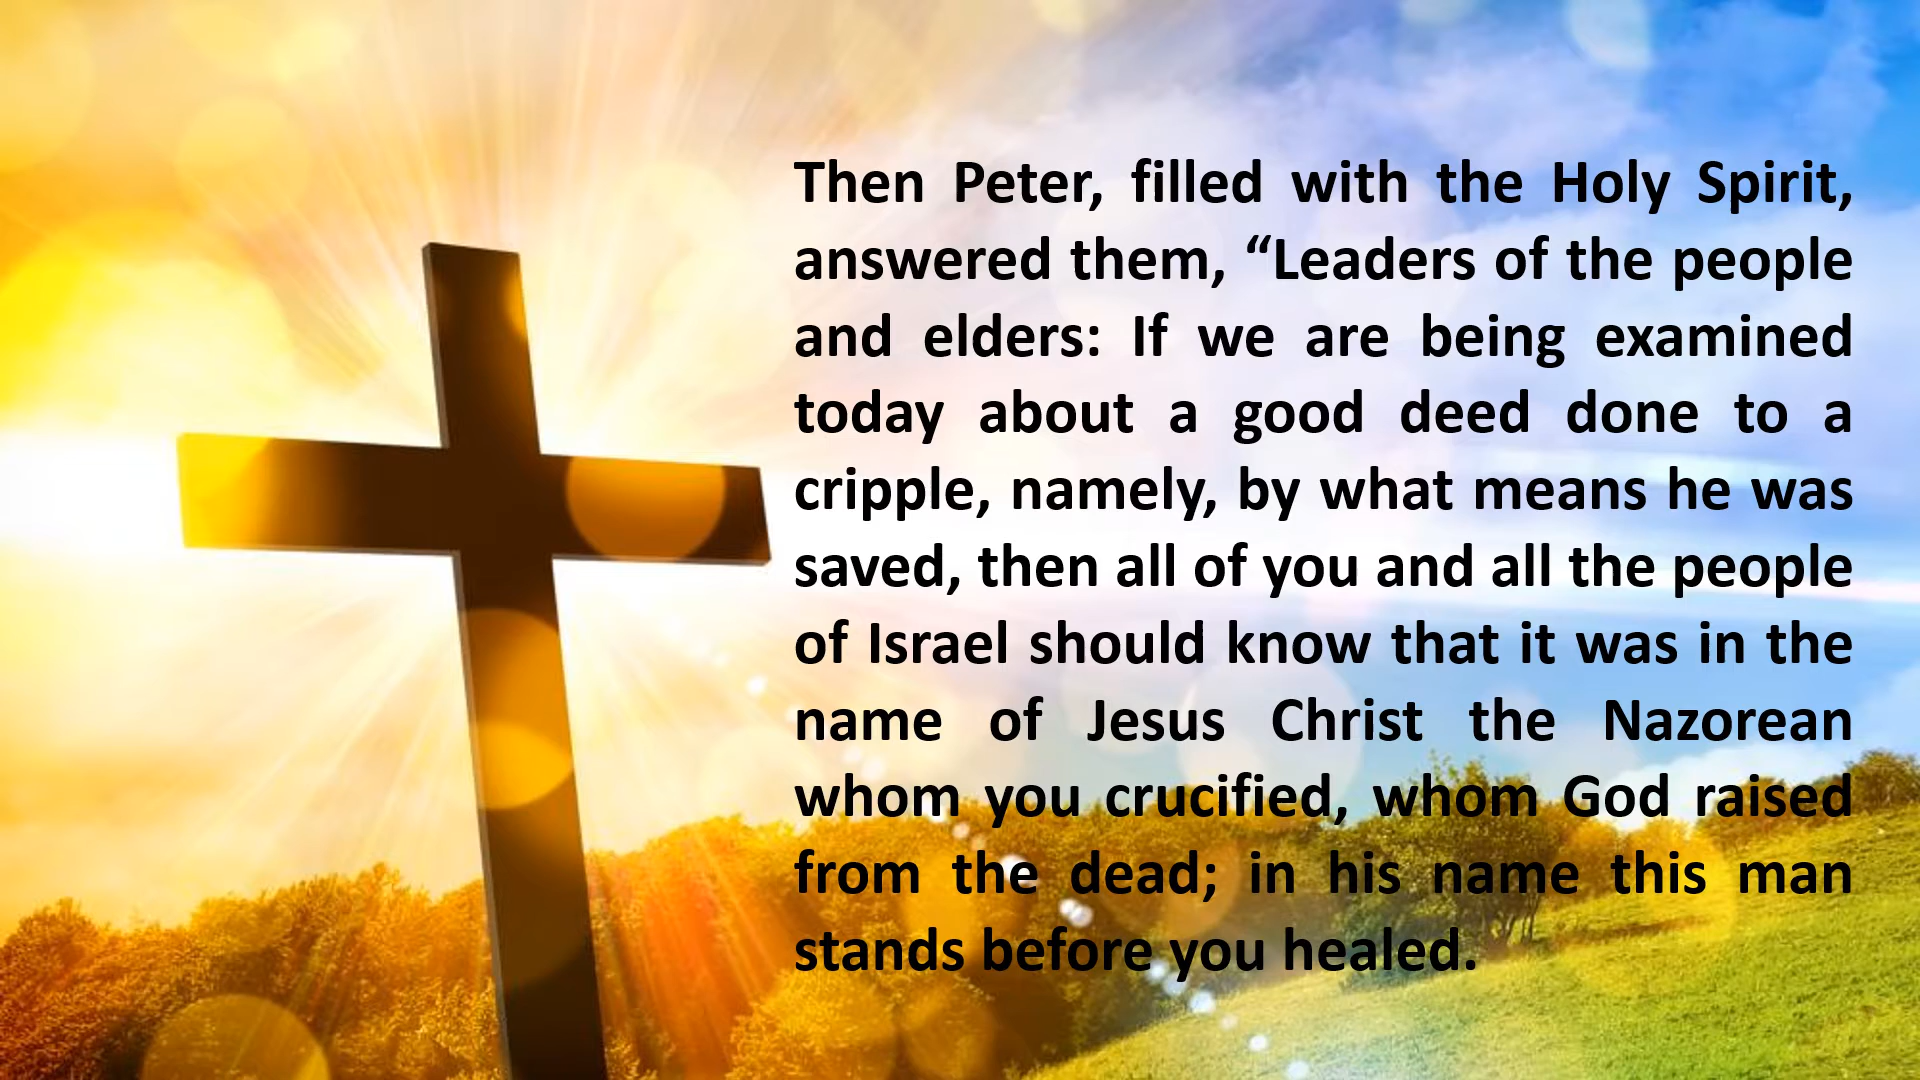 Then Peter, filled with the Holy Spirit,
answered them, “Leaders of the people
and elders: If we are being examined
today about a good deed done to a
cripple, namely, by what means he was
saved, then all of you and all the people
of Israel should know that it was in the
name of Jesus Christ the Nazorean
whom you crucified, whom God raised
from the dead; in his name this man
stands before you healed.